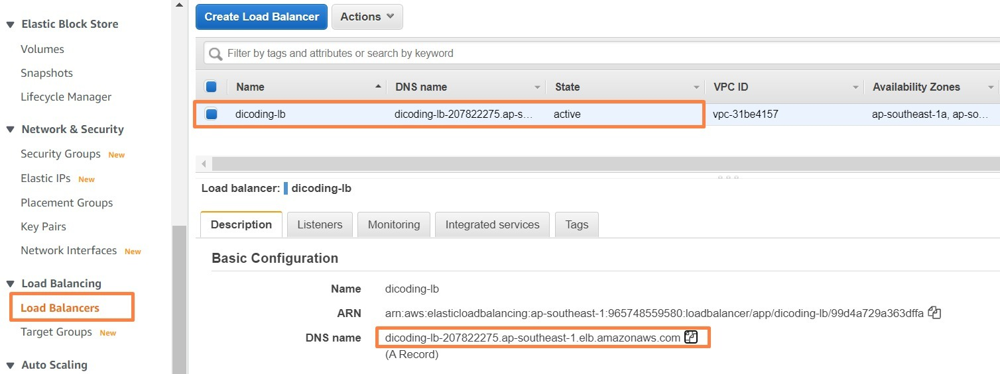 Elastic Block Store
Volumes
Snapshots
Lifecycle Manager
Network & Security
Security Groups New
Elastic IPs New
Placement Groups
Key Pairs
Network Interfaces New
Load Balancing
Load Balancers
Target Groups New
Auto Scaling
Create Load Balancer Actions
Filter by tags and attributes or search by keyword
Name DNS name State VPC ID Availability Zones
dicoding-lb dicoding-lb-207822275.ap-s... active vpc-31be4157 ap-southeast-1a, ap-so...
Load balancer: dicoding-lb
Description Listeners Monitoring Integrated services Tags
Basic Configuration
Name dicoding-lb
ARN arn:aws:elasticloadbalancing:ap-southeast-1:965748559580:loadbalancer/app/dicoding-lb/99d4a729a363dffa
DNS name dicoding-lb-207822275.ap-southeast-1.elb.amazonaws.com
(A Record)